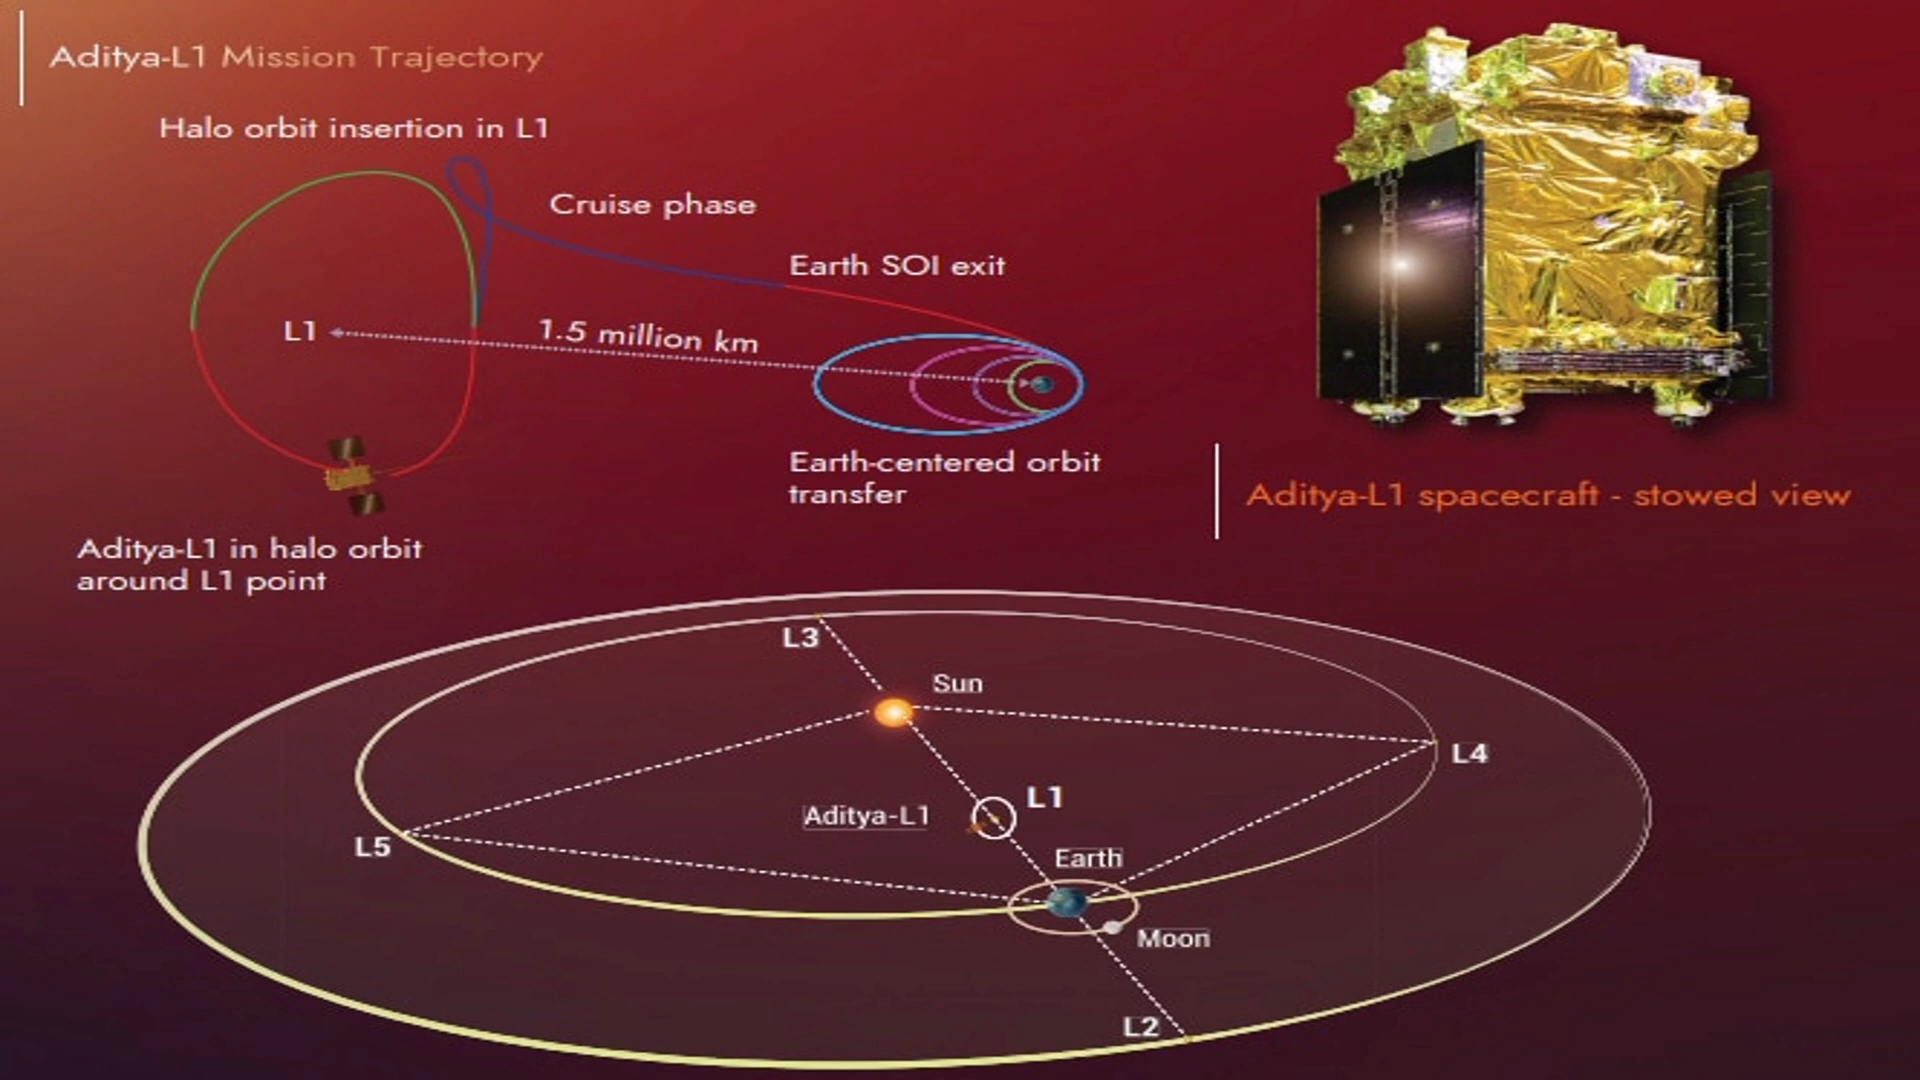 Aditya-L1 Mission Trajectory
Halo orbit insertion in L1
Cruise phase
Earth SOI exit
L1
1.5 million km
Earth-centered orbit
transfer
Aditya-L1 in halo orbit
around L1 point
Aditya-L1 spacecraft - stowed view
L3
Sun
L4
L1
Aditya-L1
L5
Earth
Moon
L2